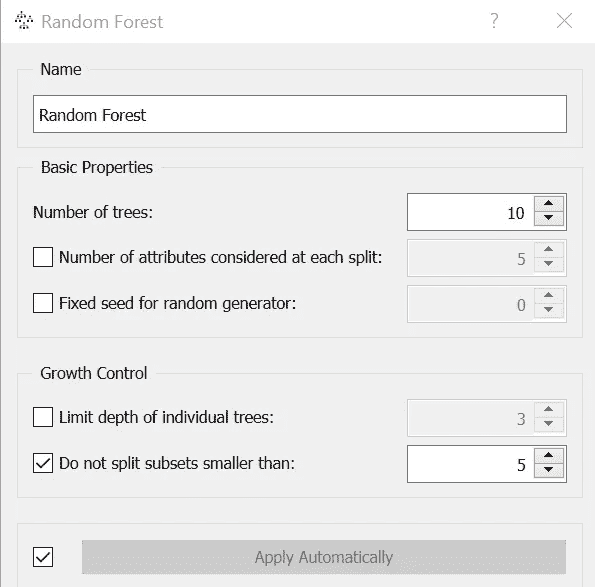 Random Forest ?
Name
Random Forest
Basic Properties
Number of trees: 10
Number of attributes considered at each split: 5
Fixed seed for random generator: 0
Growth Control
Limit depth of individual trees: 3
Do not split subsets smaller than: 5
Apply Automatically